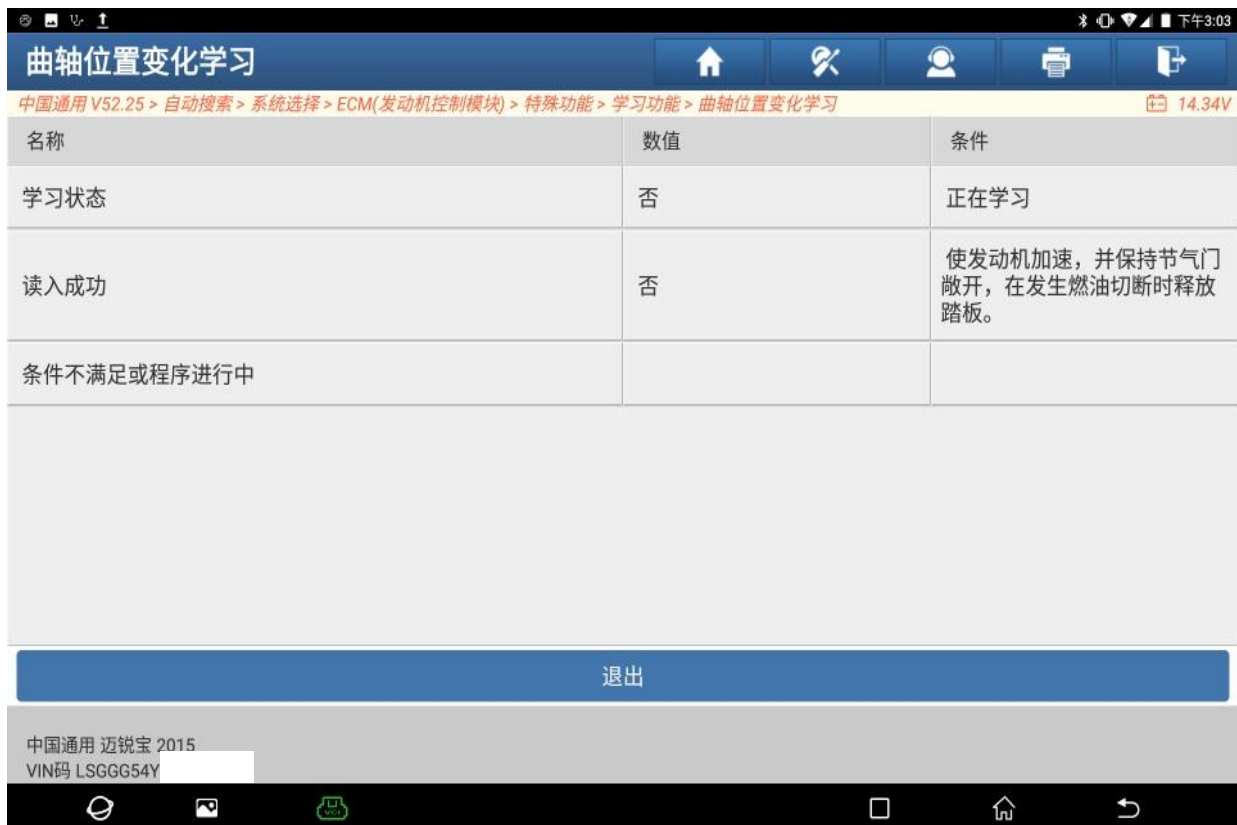 下午3:03
曲轴位置变化学习
中国通用 V52.25 > 自动搜索 > 系统选择 > ECM(发动机控制模块) > 特殊功能 > 学习功能 > 曲轴位置变化学习 14.34V
名称 数值 条件
学习状态 否 正在学习
读入成功 否 使发动机加速，并保持节气门
敞开，在发生燃油切断时释放
踏板。
条件不满足或程序进行中
退出
中国通用 迈锐宝 2015
VIN码 LSGGG54Y
VCI